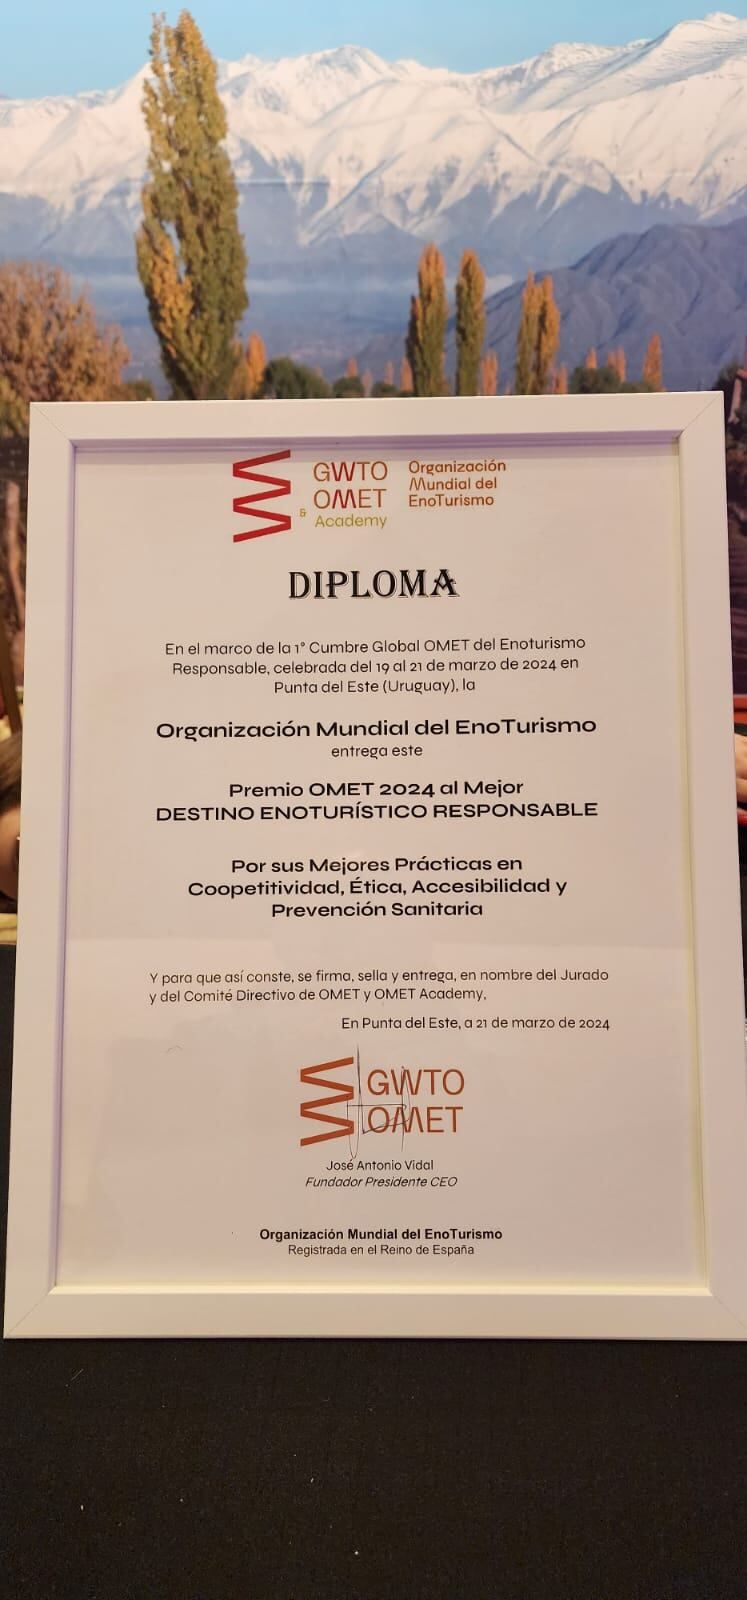 GWTO
OMET
& Academy
Organización
Mundial del
EnoTurismo
DIPLOMA
En el marco de la 1° Cumbre Global OMET del Enoturismo
Responsable, celebrada del 19 al 21 de marzo de 2024 en
Punta del Este (Uruguay), la
Organización Mundial del EnoTurismo
entrega este
Premio OMET 2024 al Mejor
DESTINO ENOTURÍSTICO RESPONSABLE
Por sus Mejores Prácticas en
Coopetitividad, Ética, Accesibilidad y
Prevención Sanitaria
Y para que así conste, se firma, sella y entrega, en nombre del Jurado
y del Comité Directivo de OMET y OMET Academy,
En Punta del Este, a 21 de marzo de 2024
GWTO
OMET
José Antonio Vidal
Fundador Presidente CEO
Organización Mundial del EnoTurismo
Registrada en el Reino de España